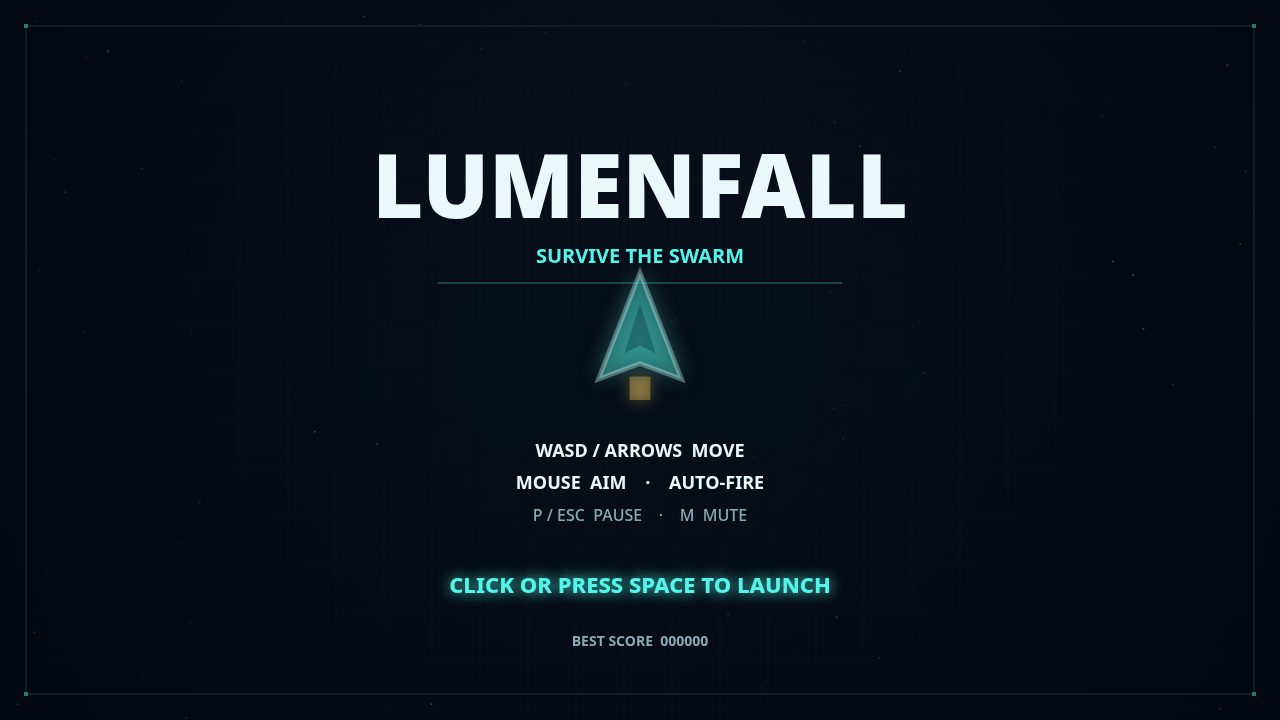 LUMENFALL
SURVIVE THE SWARM
WASD / ARROWS  MOVE
MOUSE  AIM  ·  AUTO-FIRE
P / ESC  PAUSE  ·  M  MUTE
CLICK OR PRESS SPACE TO LAUNCH
BEST SCORE  000000